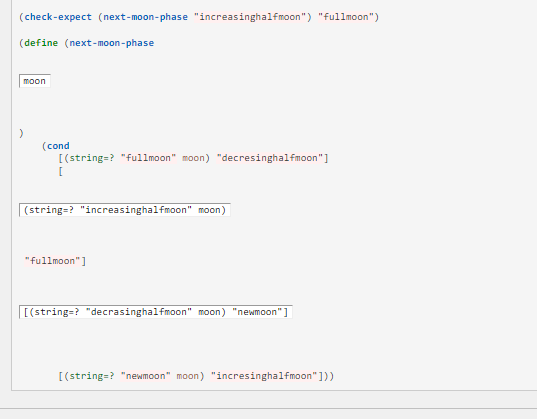 (check-expect (next-moon-phase "increasinghalfmoon") "fullmoon")
(define (next-moon-phase
moon
)
(cond
[(string=? "fullmoon" moon) "decresinghalfmoon"]
[
(string=? "increasinghalfmoon" moon)
"fullmoon"]
[(string=? "decrasinghalfmoon" moon) "newmoon"]
[(string=? "newmoon" moon) "incresinghalfmoon"]))